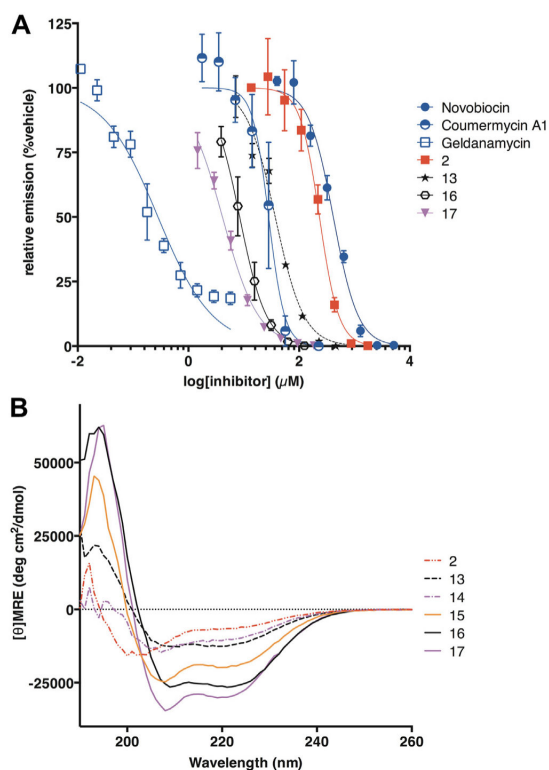 A
relative emission (%vehicle)
125
100
75
50
25
0
-2 0 2 4
log[inhibitor] (μM)
Novobiocin
Coumermycin A1
Geldanamycin
2
13
16
17
B
[θ]MRE (deg cm2/dmol)
50000
25000
0
-25000
200 220 240 260
Wavelength (nm)
2
13
14
15
16
17